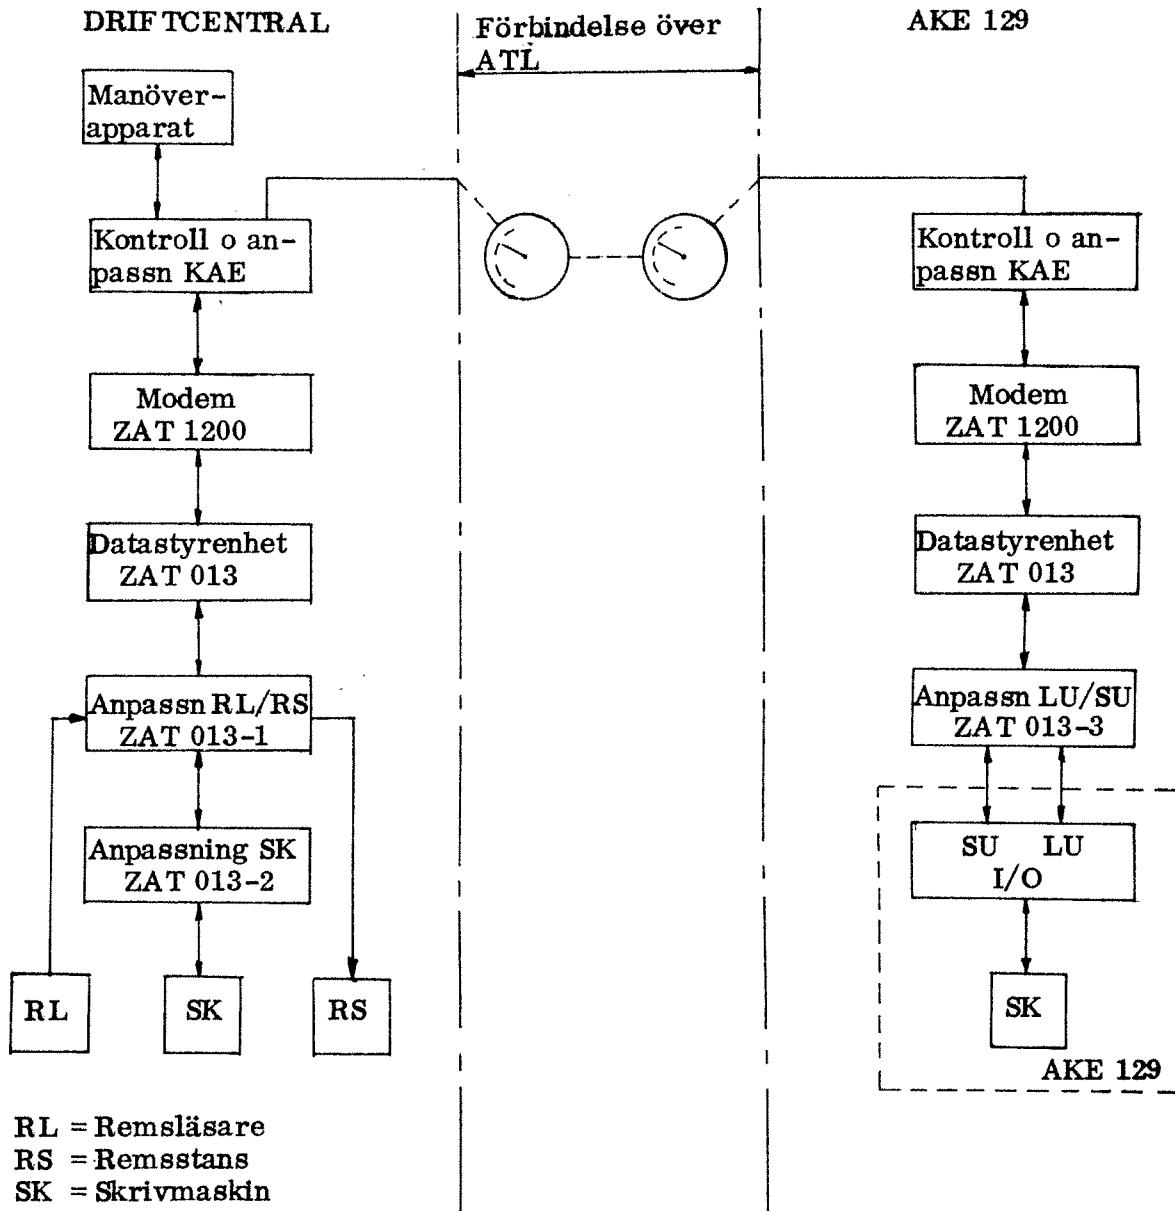 DRIFTCENTRAL
Förbindelse över
ATL
AKE 129
Manöver-
apparat
Kontroll o an-
passn KAE
Modem
ZAT 1200
Datastyrenhet
ZAT 013
Anpassn RL/RS
ZAT 013-1
Anpassning SK
ZAT 013-2
RL
SK
RS
Kontroll o an-
passn KAE
Modem
ZAT 1200
Datastyrenhet
ZAT 013
Anpassn LU/SU
ZAT 013-3
SU LU
I/O
SK
AKE 129
RL = Remsläsare
RS = Remsstans
SK = Skrivmaskin